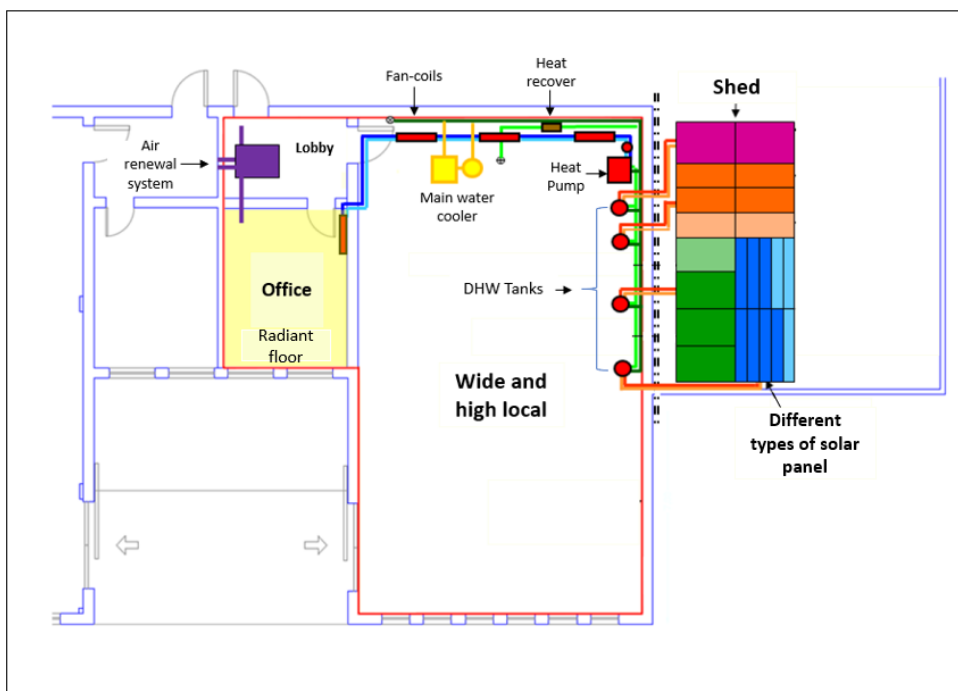 Fan-coils
Heat
recover
Shed
Air
renewal
system
Lobby
Main water
cooler
Heat
Pump
DHW Tanks
Office
Radiant
floor
Wide and
high local
Different
types of solar
panel